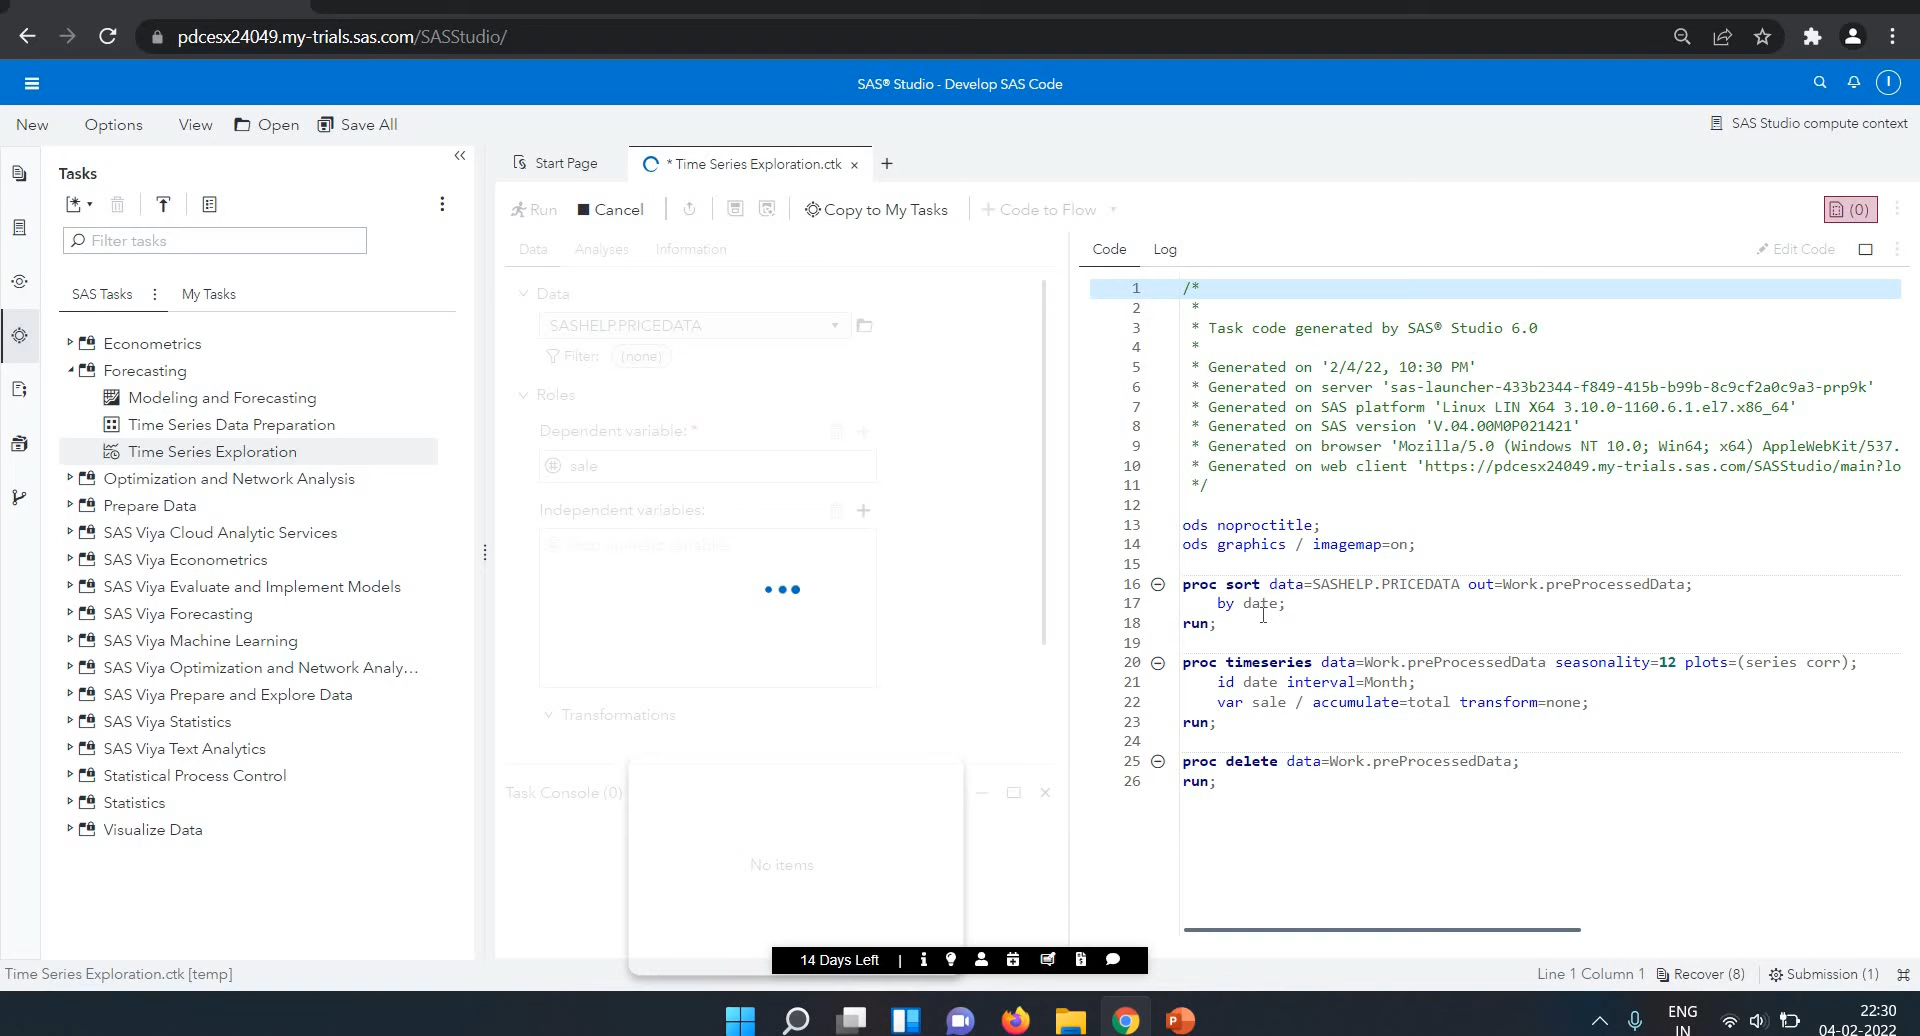 pdcesx24049.my-trials.sas.com/SASStudio/
SAS® Studio - Develop SAS Code
I
New
Options
View
Open
Save All
SAS Studio compute context
Tasks
Filter tasks
SAS Tasks
My Tasks
Econometrics
Forecasting
Modeling and Forecasting
Time Series Data Preparation
Time Series Exploration
Optimization and Network Analysis
Prepare Data
SAS Viya Cloud Analytic Services
SAS Viya Econometrics
SAS Viya Evaluate and Implement Models
SAS Viya Forecasting
SAS Viya Machine Learning
SAS Viya Optimization and Network Analy...
SAS Viya Prepare and Explore Data
SAS Viya Statistics
SAS Viya Text Analytics
Statistical Process Control
Statistics
Visualize Data
Start Page
* Time Series Exploration.ctk
Run
Cancel
Copy to My Tasks
Code to Flow
(0)
Data
Analyses
Information
Data
SASHELP.PRICEDATA
Filter:
(none)
Roles
Dependent variable: *
sale
Independent variables:
Transformations
Task Console (0)
No items
Code
Log
Edit Code
1 /*
2 *
3 * Task code generated by SAS® Studio 6.0
4 *
5 * Generated on '2/4/22, 10:30 PM'
6 * Generated on server 'sas-launcher-433b2344-f849-415b-b99b-8c9cf2a0c9a3-prp9k'
7 * Generated on SAS platform 'Linux LIN X64 3.10.0-1160.6.1.el7.x86_64'
8 * Generated on SAS version 'V.04.00M0P021421'
9 * Generated on browser 'Mozilla/5.0 (Windows NT 10.0; Win64; x64) AppleWebKit/537.
10 * Generated on web client 'https://pdcesx24049.my-trials.sas.com/SASStudio/main?lo
11 */
12
13 ods noproctitle;
14 ods graphics / imagemap=on;
15
16 proc sort data=SASHELP.PRICEDATA out=Work.preProcessedData;
17 by date;
18 run;
19
20 proc timeseries data=Work.preProcessedData seasonality=12 plots=(series corr);
21 id date interval=Month;
22 var sale / accumulate=total transform=none;
23 run;
24
25 proc delete data=Work.preProcessedData;
26 run;
14 Days Left |
Time Series Exploration.ctk [temp]
Line 1 Column 1
Recover (8)
Submission (1)
ENG
IN
22:30
04-02-2022